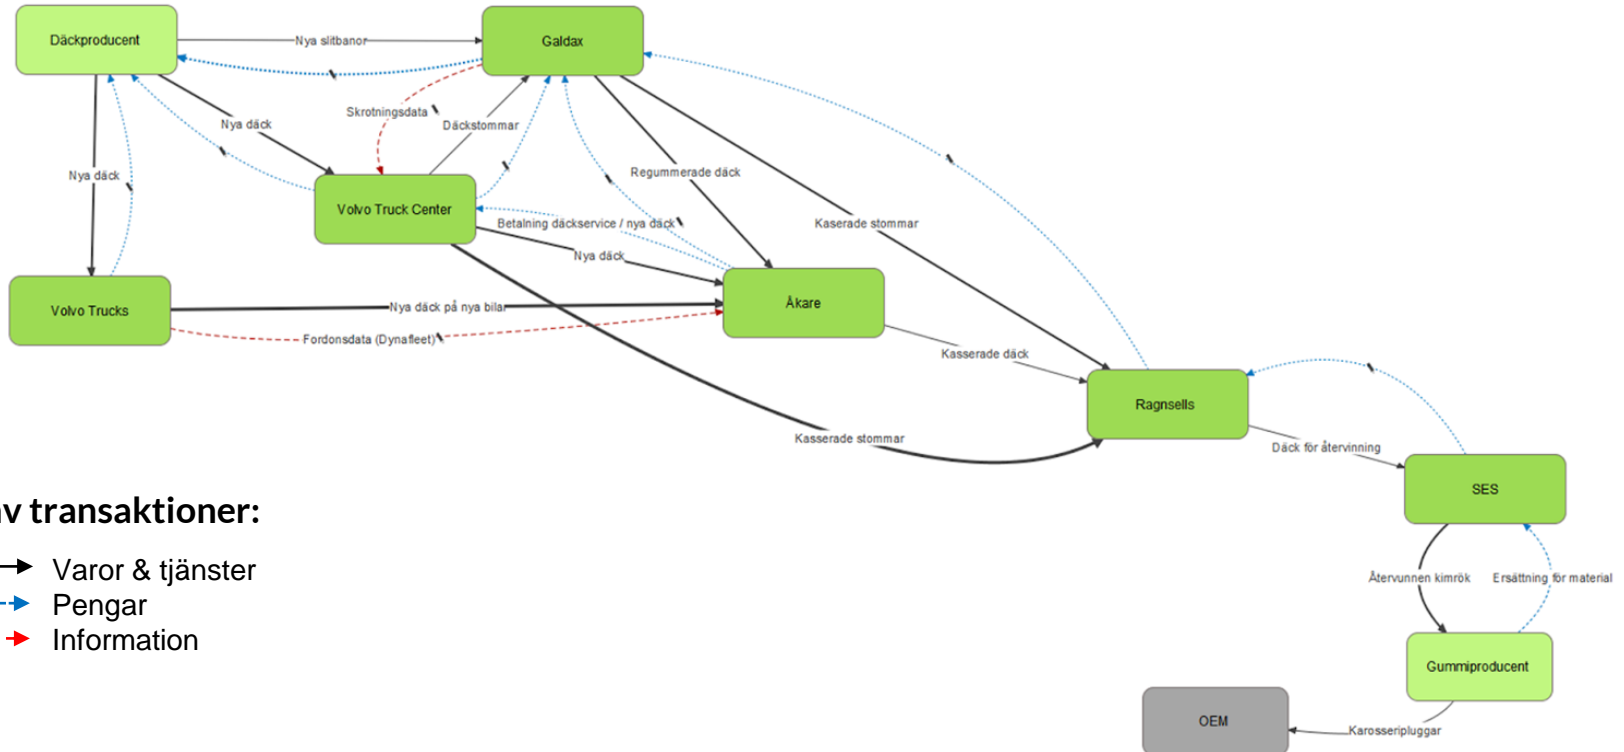 Däckproducent
Nya slitbanor
Galdax
Skrotningsdata
Däckstommar
Nya däck
Nya däck
Regummerade däck
Volvo Truck Center
Betalning däckservice / nya däck
Kaserade stommar
Nya däck
Volvo Trucks
Nya däck på nya bilar
Åkare
Fordonsdata (Dynafleet)
Kasserade däck
Ragnsells
Kasserade stommar
Däck för återvinning
SES
v transaktioner:
Varor & tjänster
Pengar
Information
Återvunnen kimrök
Ersättning för material
Gummiproducent
OEM
Karosseripluggar